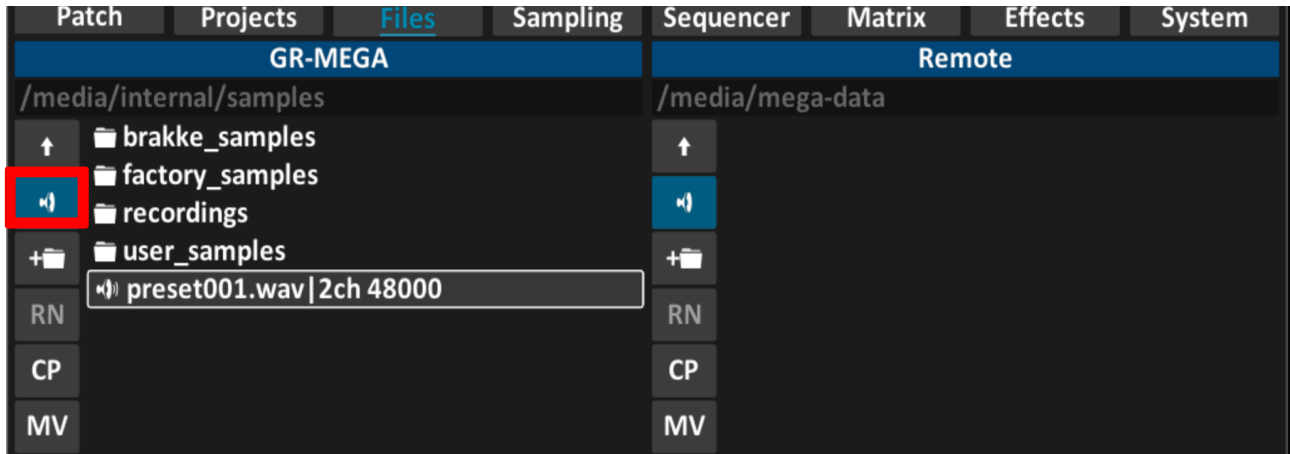 Patch Projects Files Sampling Sequencer Matrix Effects System
GR-MEGA
/media/internal/samples
brakke_samples
factory_samples
recordings
+ user_samples
preset001.wav|2ch 48000
RN
CP
MV
Remote
/media/mega-data
+
RN
CP
MV